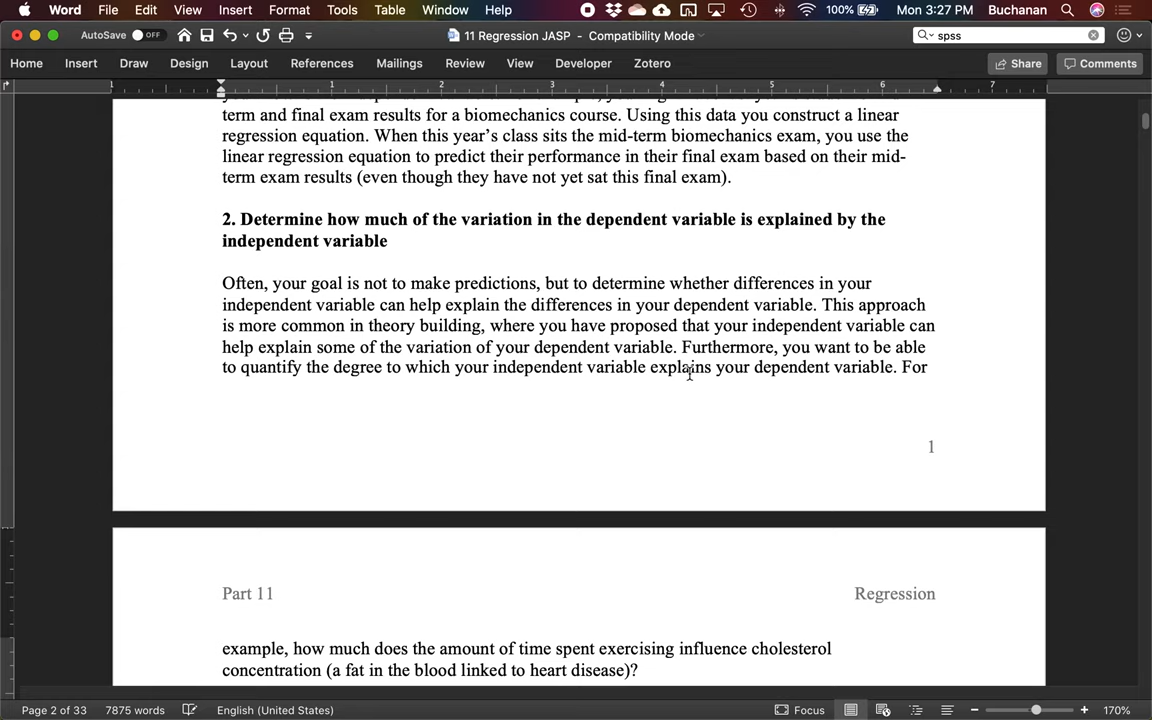 Word File Edit View Insert Format Tools Table Window Help 100% Mon 3:27 PM Buchanan
AutoSave OFF 11 Regression JASP - Compatibility Mode spss
Home Insert Draw Design Layout References Mailings Review View Developer Zotero Share Comments
1 1 2 3 4 5 6 7
term and final exam results for a biomechanics course. Using this data you construct a linear
regression equation. When this year’s class sits the mid-term biomechanics exam, you use the
linear regression equation to predict their performance in their final exam based on their mid-
term exam results (even though they have not yet sat this final exam).
2. Determine how much of the variation in the dependent variable is explained by the
independent variable
Often, your goal is not to make predictions, but to determine whether differences in your
independent variable can help explain the differences in your dependent variable. This approach
is more common in theory building, where you have proposed that your independent variable can
help explain some of the variation of your dependent variable. Furthermore, you want to be able
to quantify the degree to which your independent variable explains your dependent variable. For
1
Part 11 Regression
example, how much does the amount of time spent exercising influence cholesterol
concentration (a fat in the blood linked to heart disease)?
Page 2 of 33 7875 words English (United States) Focus 170%